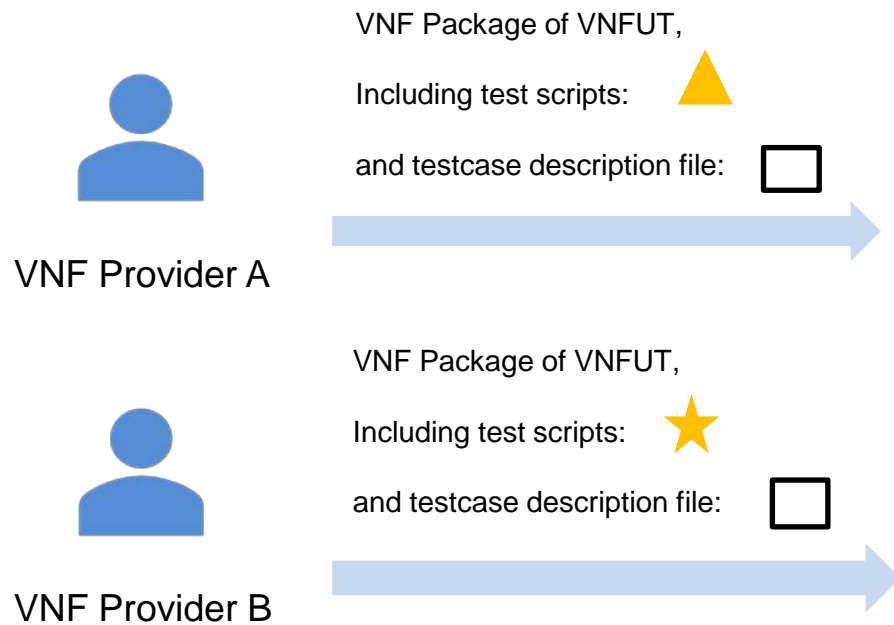 VNF Package of VNFUT,
Including test scripts:
and testcase description file:
VNF Provider A
VNF Package of VNFUT,
Including test scripts:
and testcase description file:
VNF Provider B